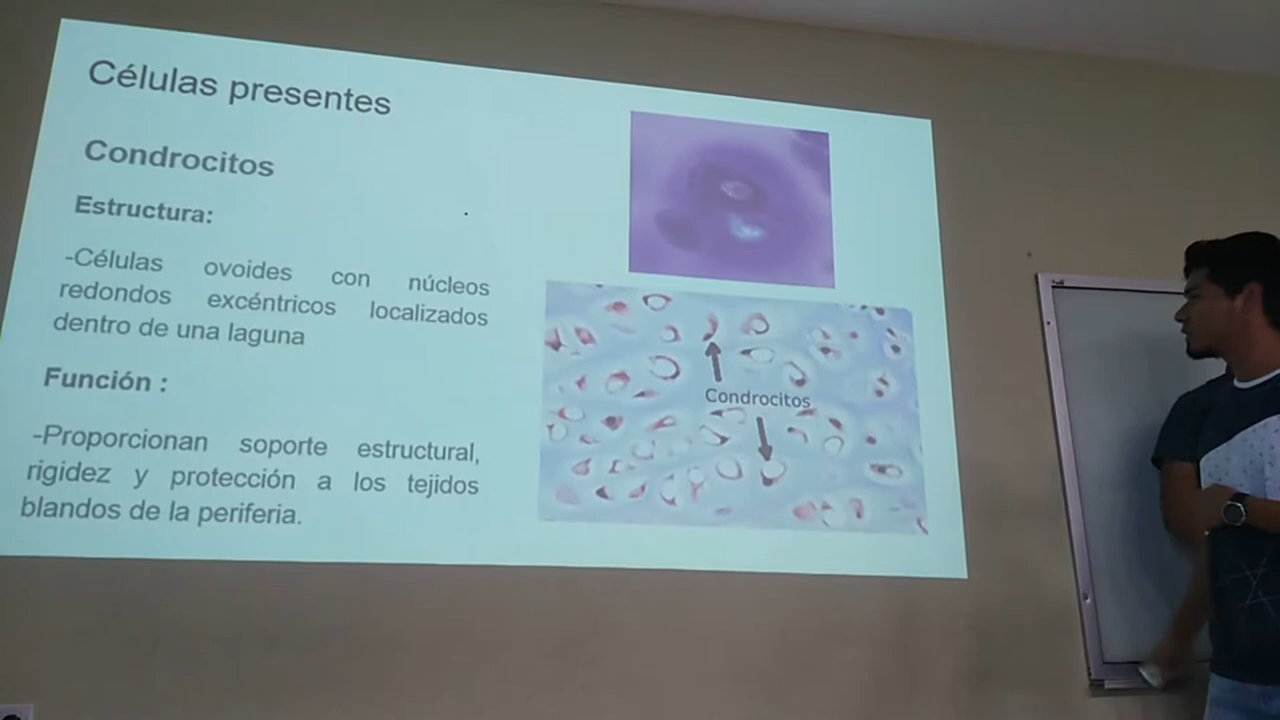 Células presentes
Condrocitos
Estructura:
-Células ovoides con núcleos
redondos excéntricos localizados
dentro de una laguna
Función :
-Proporcionan soporte estructural,
rigidez y protección a los tejidos
blandos de la periferia.
Condrocitos